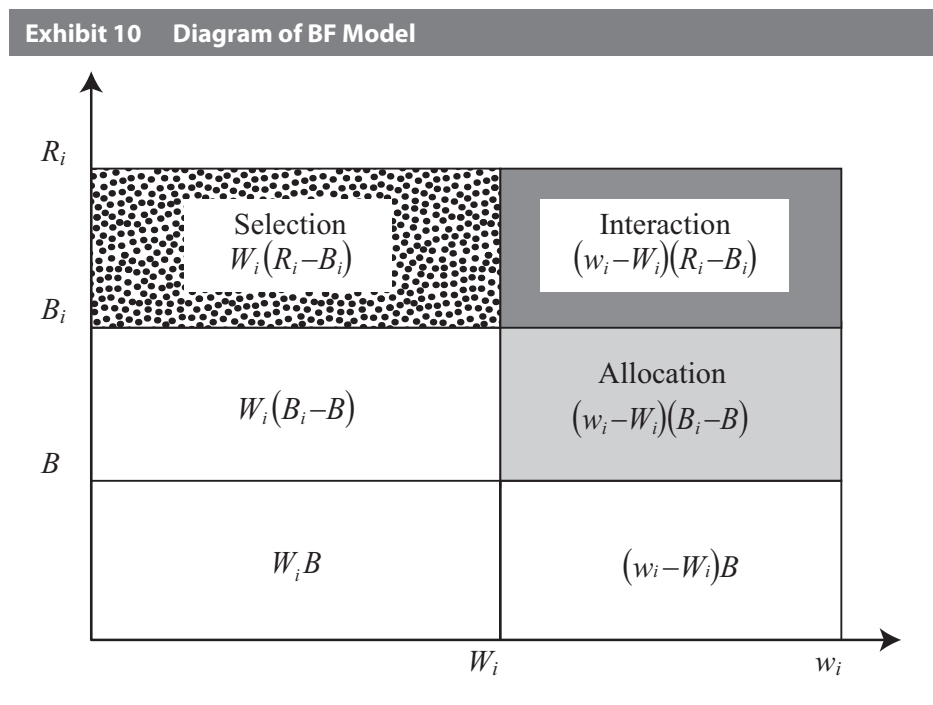 Exhibit 10 Diagram of BF Model
R_i
Selection
W_i(R_i–B_i)
Interaction
(w_i–W_i)(R_i–B_i)
B_i
W_i(B_i–B)
Allocation
(w_i–W_i)(B_i–B)
B
W_iB
(w_i–W_i)B
W_i
w_i